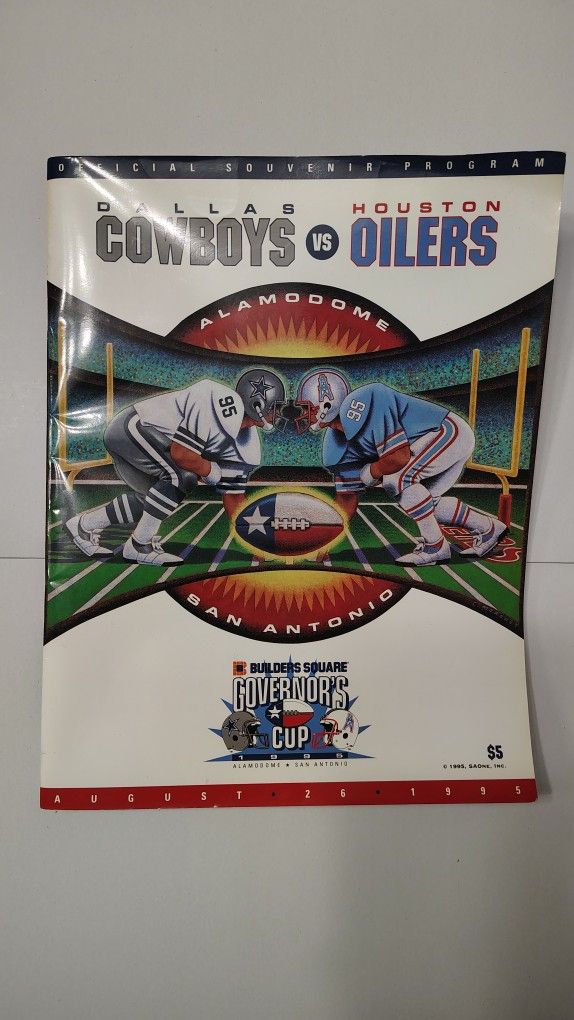 OFFICIAL SOUVENIR PROGRAM
DALLAS HOUSTON
COWBOYS VS OILERS
ALAMODOME
95 95
SAN ANTONIO
BUILDERS SQUARE
GOVERNOR'S
CUP
1995
ALAMODOME ★ SAN ANTONIO
$5
© 1995, SAONE, INC.
AUGUST • 26 • 1995